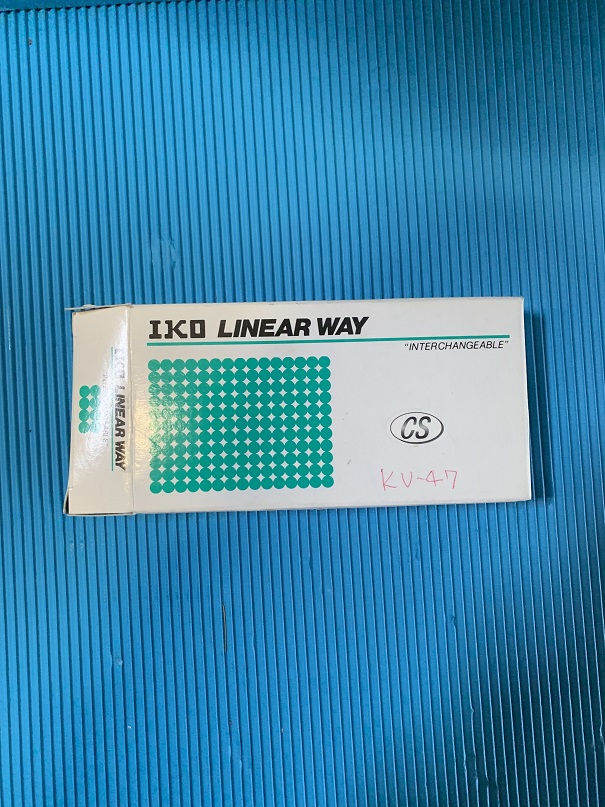 IKO LINEAR WAY
"INTERCHANGEABLE"
CS
KV-47
IKO LINEAR WAY